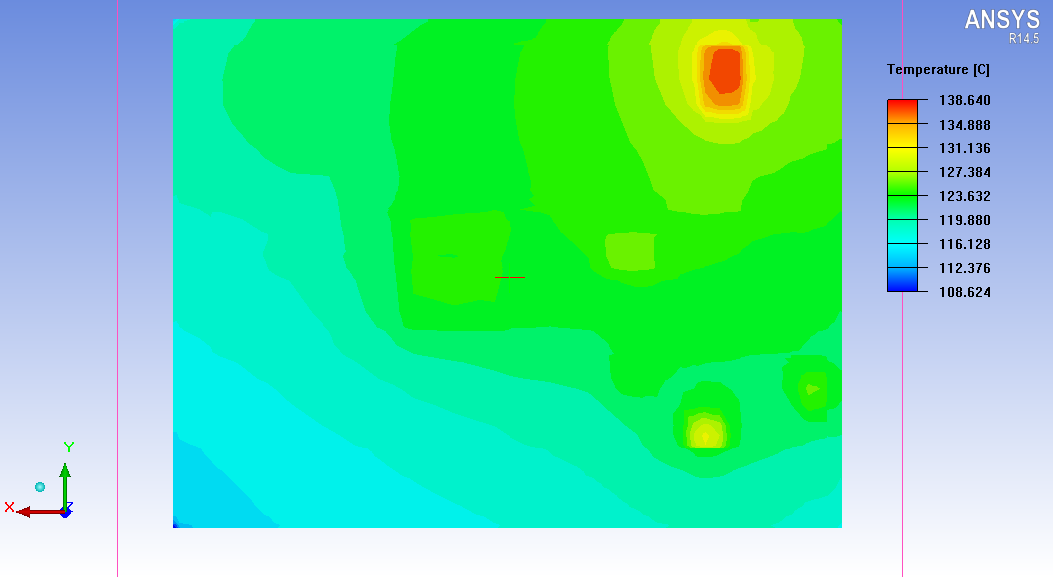 ANSYS
R14.5
Temperature [C]
138.640
134.888
131.136
127.384
123.632
119.880
116.128
112.376
108.624
Y
X
Z